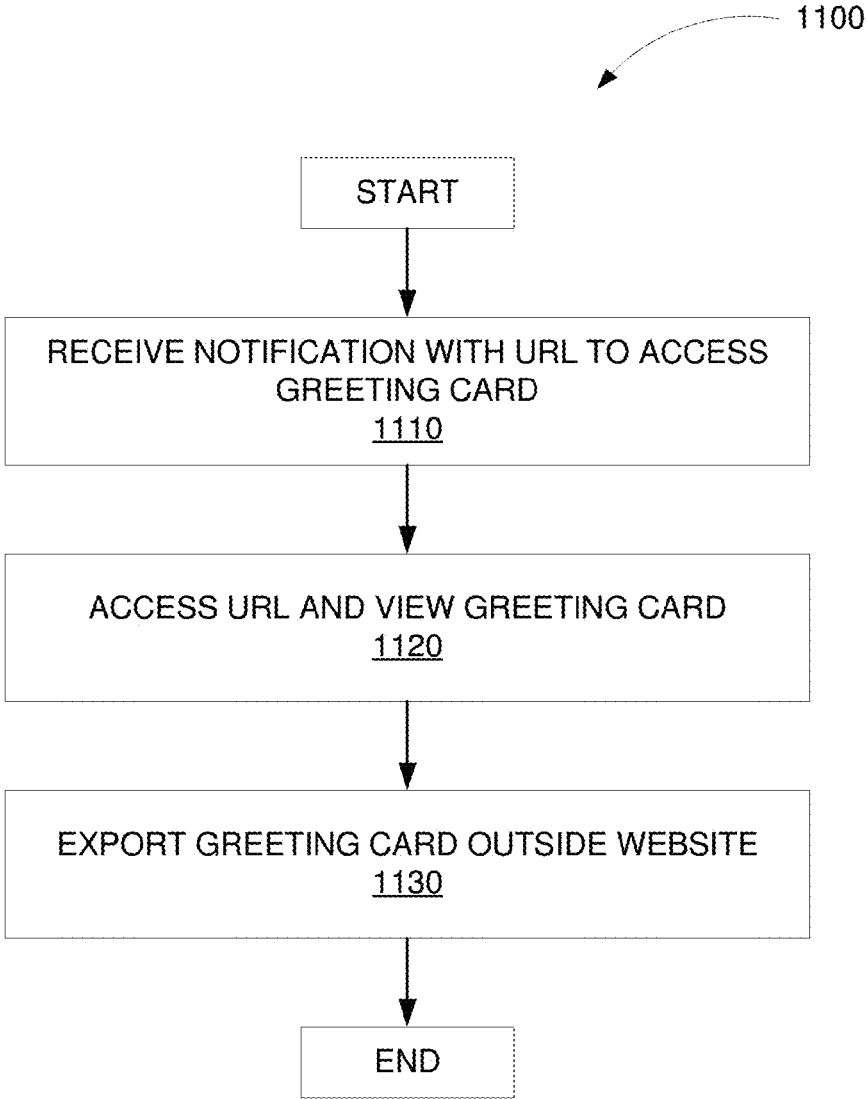 1100
START
RECEIVE NOTIFICATION WITH URL TO ACCESS
GREETING CARD
1110
ACCESS URL AND VIEW GREETING CARD
1120
EXPORT GREETING CARD OUTSIDE WEBSITE
1130
END